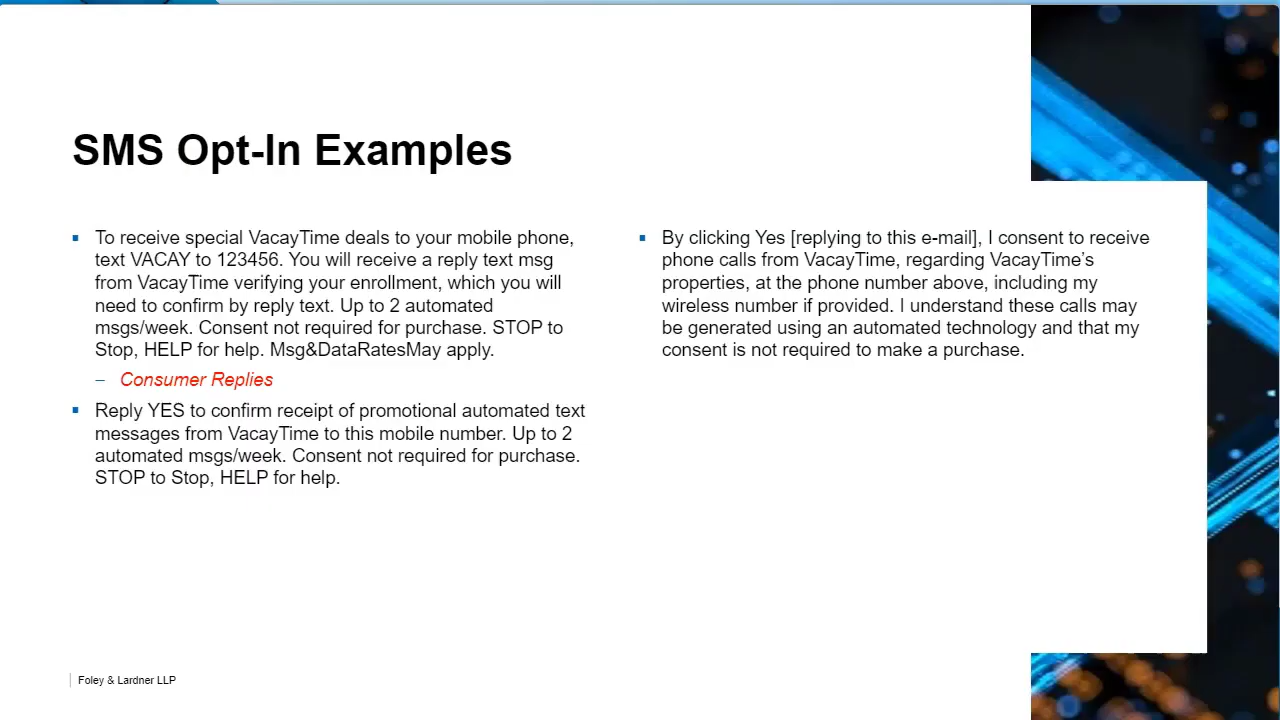 SMS Opt-In Examples
▪ To receive special VacayTime deals to your mobile phone,
text VACAY to 123456. You will receive a reply text msg
from VacayTime verifying your enrollment, which you will
need to confirm by reply text. Up to 2 automated
msgs/week. Consent not required for purchase. STOP to
Stop, HELP for help. Msg&DataRatesMay apply.
– Consumer Replies
▪ Reply YES to confirm receipt of promotional automated text
messages from VacayTime to this mobile number. Up to 2
automated msgs/week. Consent not required for purchase.
STOP to Stop, HELP for help.
▪ By clicking Yes [replying to this e-mail], I consent to receive
phone calls from VacayTime, regarding VacayTime’s
properties, at the phone number above, including my
wireless number if provided. I understand these calls may
be generated using an automated technology and that my
consent is not required to make a purchase.
Foley & Lardner LLP